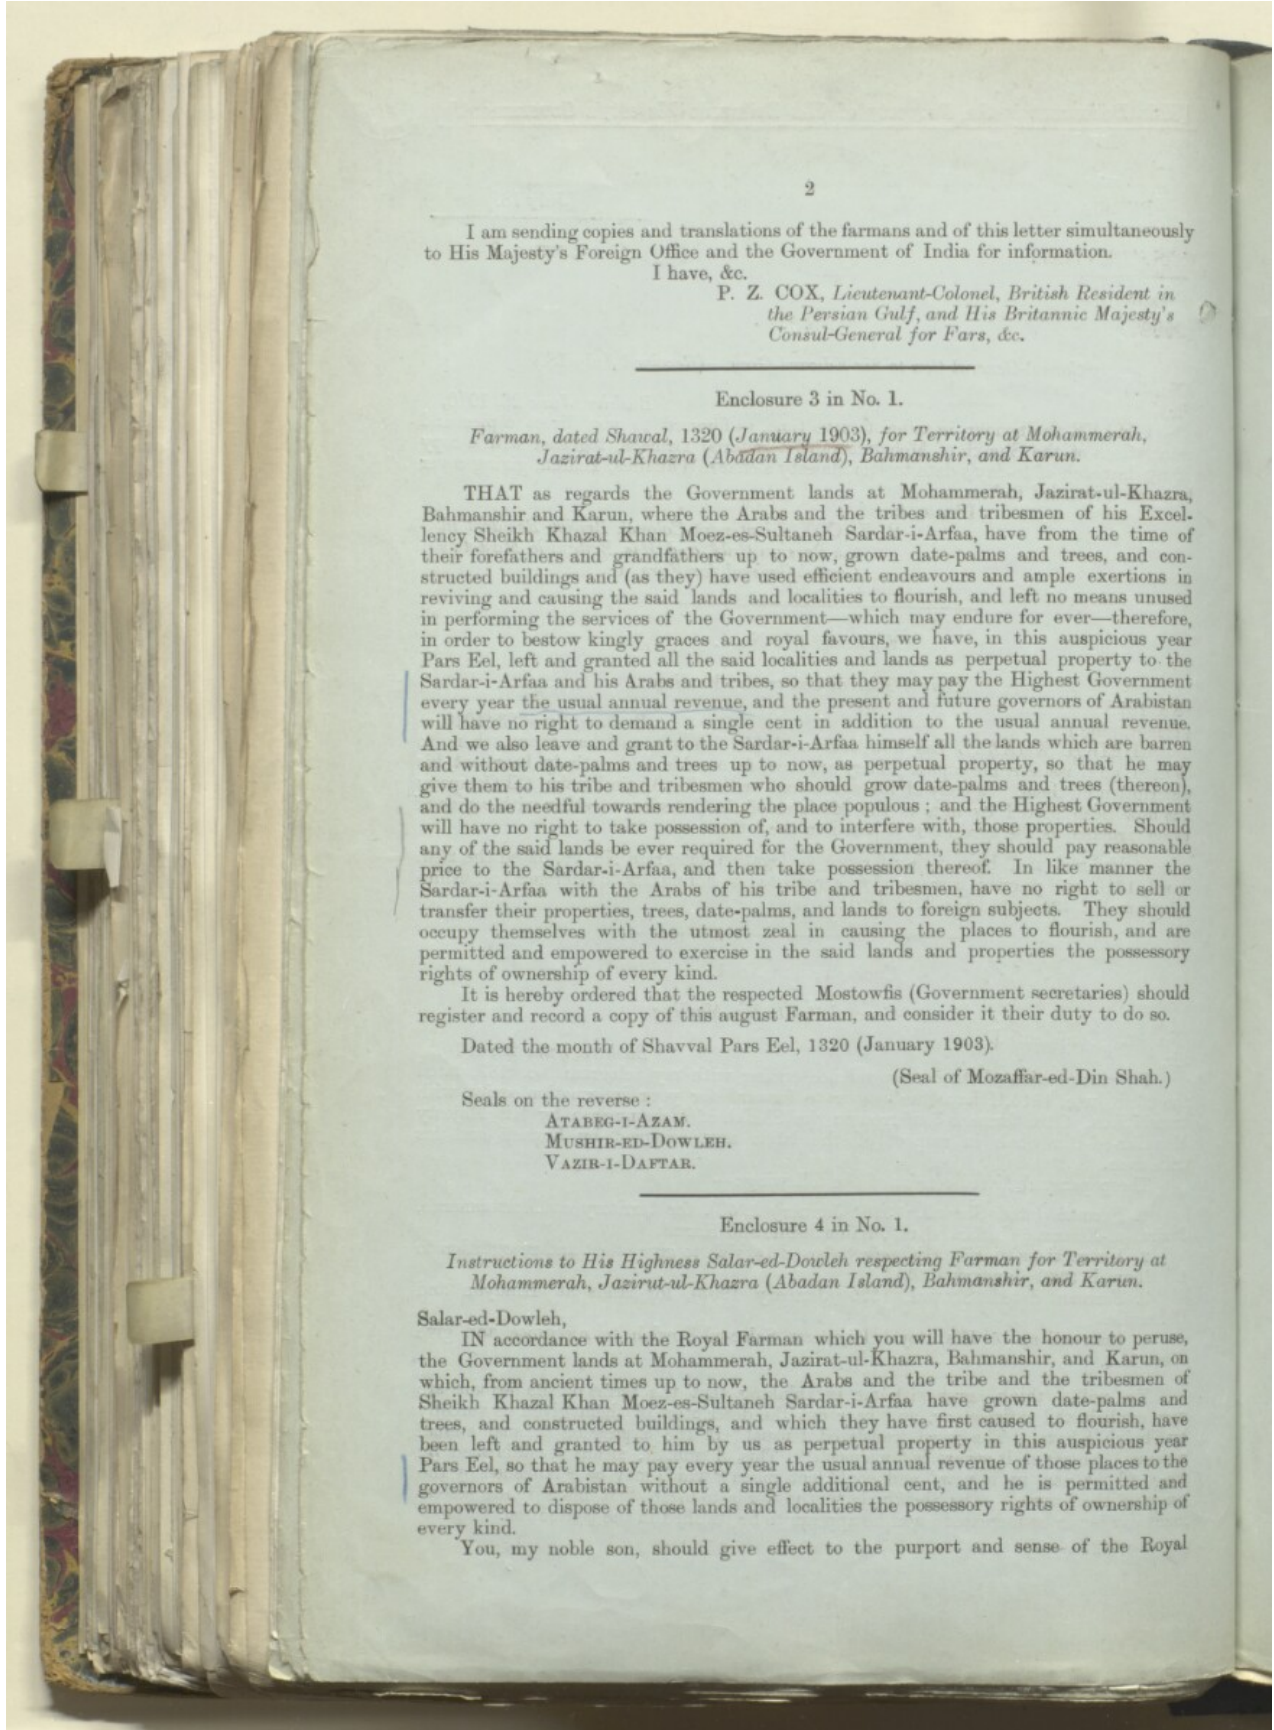 2
I am sending copies and translations of the farmans and of this letter simultaneously
to His Majesty's Foreign Office and the Government of India for information.
I have, &c.
P. Z. COX, Lieutenant-Colonel, British Resident in
the Persian Gulf, and His Britannic Majesty's
Consul-General for Fars, &c.
Enclosure 3 in No. 1.
Farman, dated Shawal, 1320 (January 1903), for Territory at Mohammerah,
Jazirat-ul-Khazra (Abadan Island), Bahmanshir, and Karun.
THAT as regards the Government lands at Mohammerah, Jazirat-ul-Khazra,
Bahmanshir and Karun, where the Arabs and the tribes and tribesmen of his Excel-
lency Sheikh Khazal Khan Moez-es-Sultaneh Sardar-i-Arfaa, have from the time of
their forefathers and grandfathers up to now, grown date-palms and trees, and con-
structed buildings and (as they) have used efficient endeavours and ample exertions in
reviving and causing the said lands and localities to flourish, and left no means unused
in performing the services of the Government—which may endure for ever—therefore,
in order to bestow kingly graces and royal favours, we have, in this auspicious year
Pars Eel, left and granted all the said localities and lands as perpetual property to the
Sardar-i-Arfaa and his Arabs and tribes, so that they may pay the Highest Government
every year the usual annual revenue, and the present and future governors of Arabistan
will have no right to demand a single cent in addition to the usual annual revenue.
And we also leave and grant to the Sardar-i-Arfaa himself all the lands which are barren
and without date-palms and trees up to now, as perpetual property, so that he may
give them to his tribe and tribesmen who should grow date-palms and trees (thereon),
and do the needful towards rendering the place populous; and the Highest Government
will have no right to take possession of, and to interfere with, those properties. Should
any of the said lands be ever required for the Government, they should pay reasonable
price to the Sardar-i-Arfaa, and then take possession thereof. In like manner the
Sardar-i-Arfaa with the Arabs of his tribe and tribesmen, have no right to sell or
transfer their properties, trees, date-palms, and lands to foreign subjects. They should
occupy themselves with the utmost zeal in causing the places to flourish, and are
permitted and empowered to exercise in the said lands and properties the possessory
rights of ownership of every kind.
It is hereby ordered that the respected Mostowfis (Government secretaries) should
register and record a copy of this august Farman, and consider it their duty to do so.
Dated the month of Shavval Pars Eel, 1320 (January 1903).
(Seal of Mozaffar-ed-Din Shah.)
Seals on the reverse:
ATABEG-I-AZAM.
MUSHIR-ED-DOWLEH.
VAZIR-I-DAFTAR.
Enclosure 4 in No. 1.
Instructions to His Highness Salar-ed-Dowleh respecting Farman for Territory at
Mohammerah, Jazirut-ul-Khazra (Abadan Island), Bahmanshir, and Karun.
Salar-ed-Dowleh,
IN accordance with the Royal Farman which you will have the honour to peruse,
the Government lands at Mohammerah, Jazirat-ul-Khazra, Bahmanshir, and Karun, on
which, from ancient times up to now, the Arabs and the tribe and the tribesmen of
Sheikh Khazal Khan Moez-es-Sultaneh Sardar-i-Arfaa have grown date-palms and
trees, and constructed buildings, and which they have first caused to flourish, have
been left and granted to him by us as perpetual property in this auspicious year
Pars Eel, so that he may pay every year the usual annual revenue of those places to the
governors of Arabistan without a single additional cent, and he is permitted and
empowered to dispose of those lands and localities the possessory rights of ownership of
every kind.
You, my noble son, should give effect to the purport and sense of the Royal